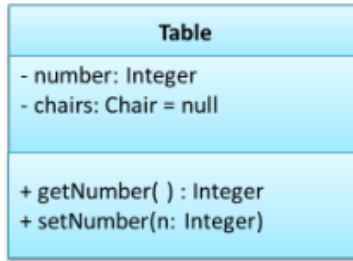 Table
- number: Integer
- chairs: Chair = null
+ getNumber( ) : Integer
+ setNumber(n: Integer)